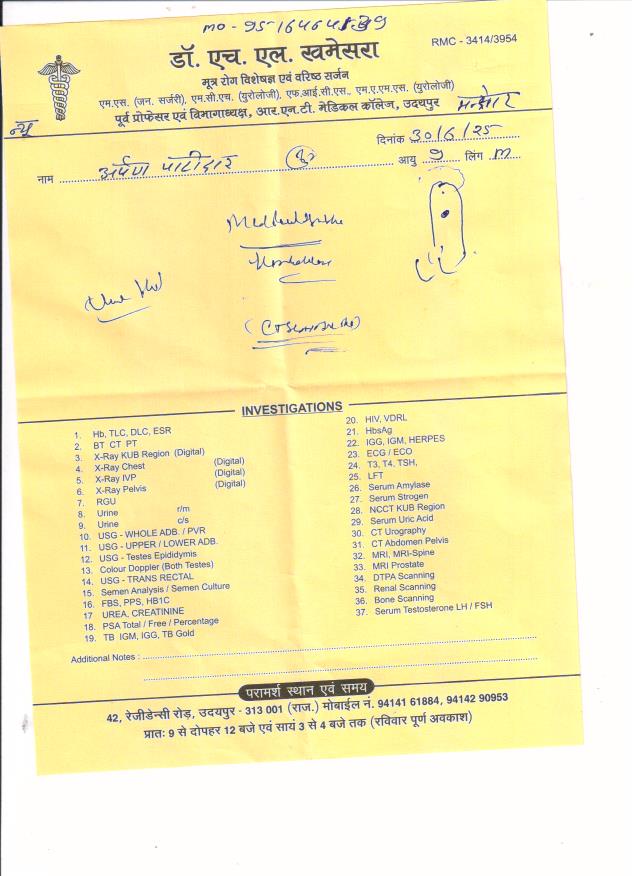 डॉ. एच. एल. खमेसरा
RMC - 3414/3954
मूत्र रोग विशेषज्ञ एवं वरिष्ठ सर्जन
एम.एस. (जन. सर्जरी), एम.सी.एच. (युरोलोजी), एफ.आई.सी.एस., एम.ए.एम.एस. (युरोलोजी)
पूर्व प्रोफेसर एवं विभागाध्यक्ष, आर.एन.टी. मेडिकल कॉलेज, उदयपुर
न्यू
दिनांक 30/6/25
नाम अर्पण पाटीदार आयु 9 लिंग M
INVESTIGATIONS
1. Hb, TLC, DLC, ESR
2. BT CT PT
3. X-Ray KUB Region (Digital)
4. X-Ray Chest (Digital)
5. X-Ray IVP (Digital)
6. X-Ray Pelvis (Digital)
7. RGU
8. Urine r/m
9. Urine c/s
10. USG - WHOLE ADB. / PVR
11. USG - UPPER / LOWER ADB.
12. USG - Testes Epididymis
13. Colour Doppler (Both Testes)
14. USG - TRANS RECTAL
15. Semen Analysis / Semen Culture
16. FBS, PPS, HB1C
17 UREA, CREATININE
18. PSA Total / Free / Percentage
19. TB IGM, IGG, TB Gold
20. HIV, VDRL
21. HbsAg
22. IGG, IGM, HERPES
23. ECG / ECO
24. T3, T4, TSH,
25. LFT
26. Serum Amylase
27. Serum Strogen
28. NCCT KUB Region
29. Serum Uric Acid
30. CT Urography
31. CT Abdomen Pelvis
32. MRI, MRI-Spine
33. MRI Prostate
34. DTPA Scanning
35. Renal Scanning
36. Bone Scanning
37. Serum Testosterone LH / FSH
Additional Notes :
परामर्श स्थान एवं समय
42, रेजीडेन्सी रोड़, उदयपुर - 313 001 (राज.) मोबाईल नं. 94141 61884, 94142 90953
प्रातः 9 से दोपहर 12 बजे एवं सायं 3 से 4 बजे तक (रविवार पूर्ण अवकाश)